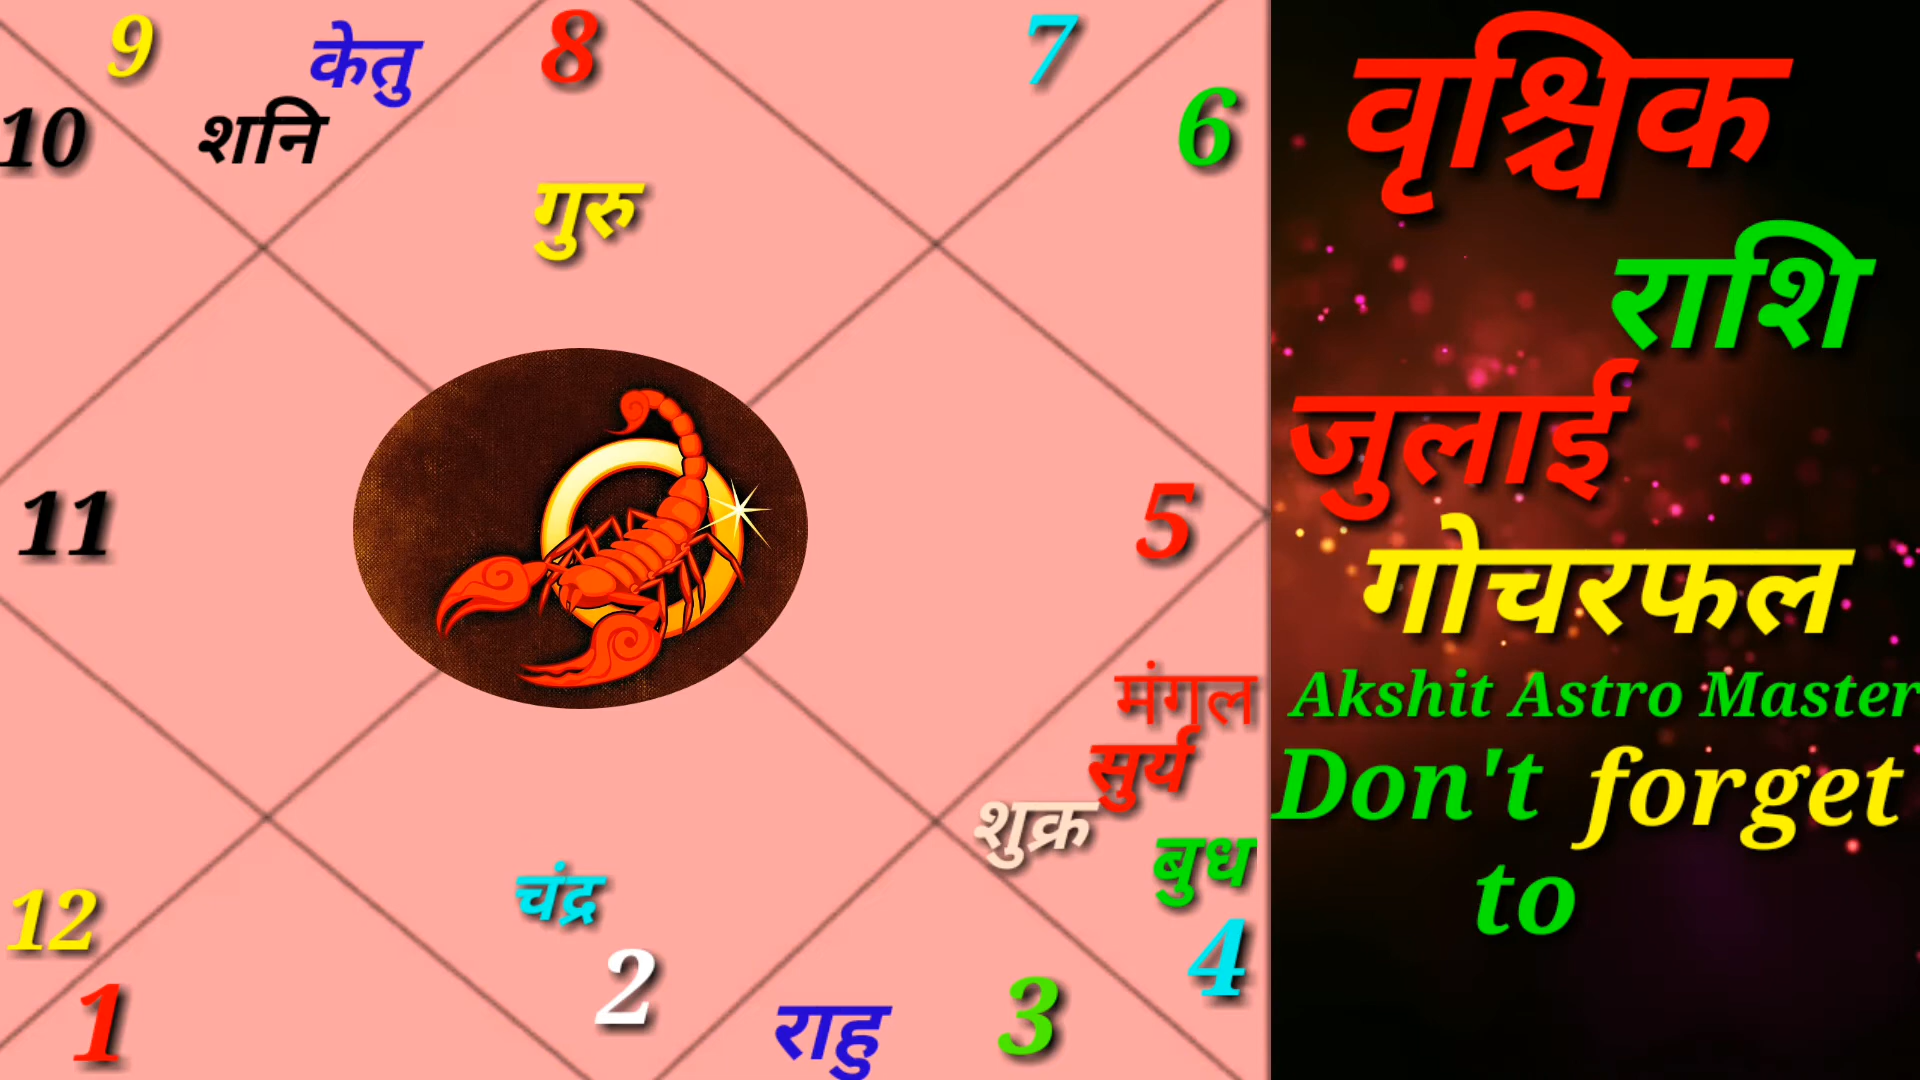 9
केतु
8
7
10
शनि
6
गुरु
11
5
मंगल
सुर्य
शुक्र
बुध
चंद्र
12
2
4
1
राहु
3
वृश्चिक
राशि
जुलाई
गोचरफल
Akshit Astro Master
Don't forget
to